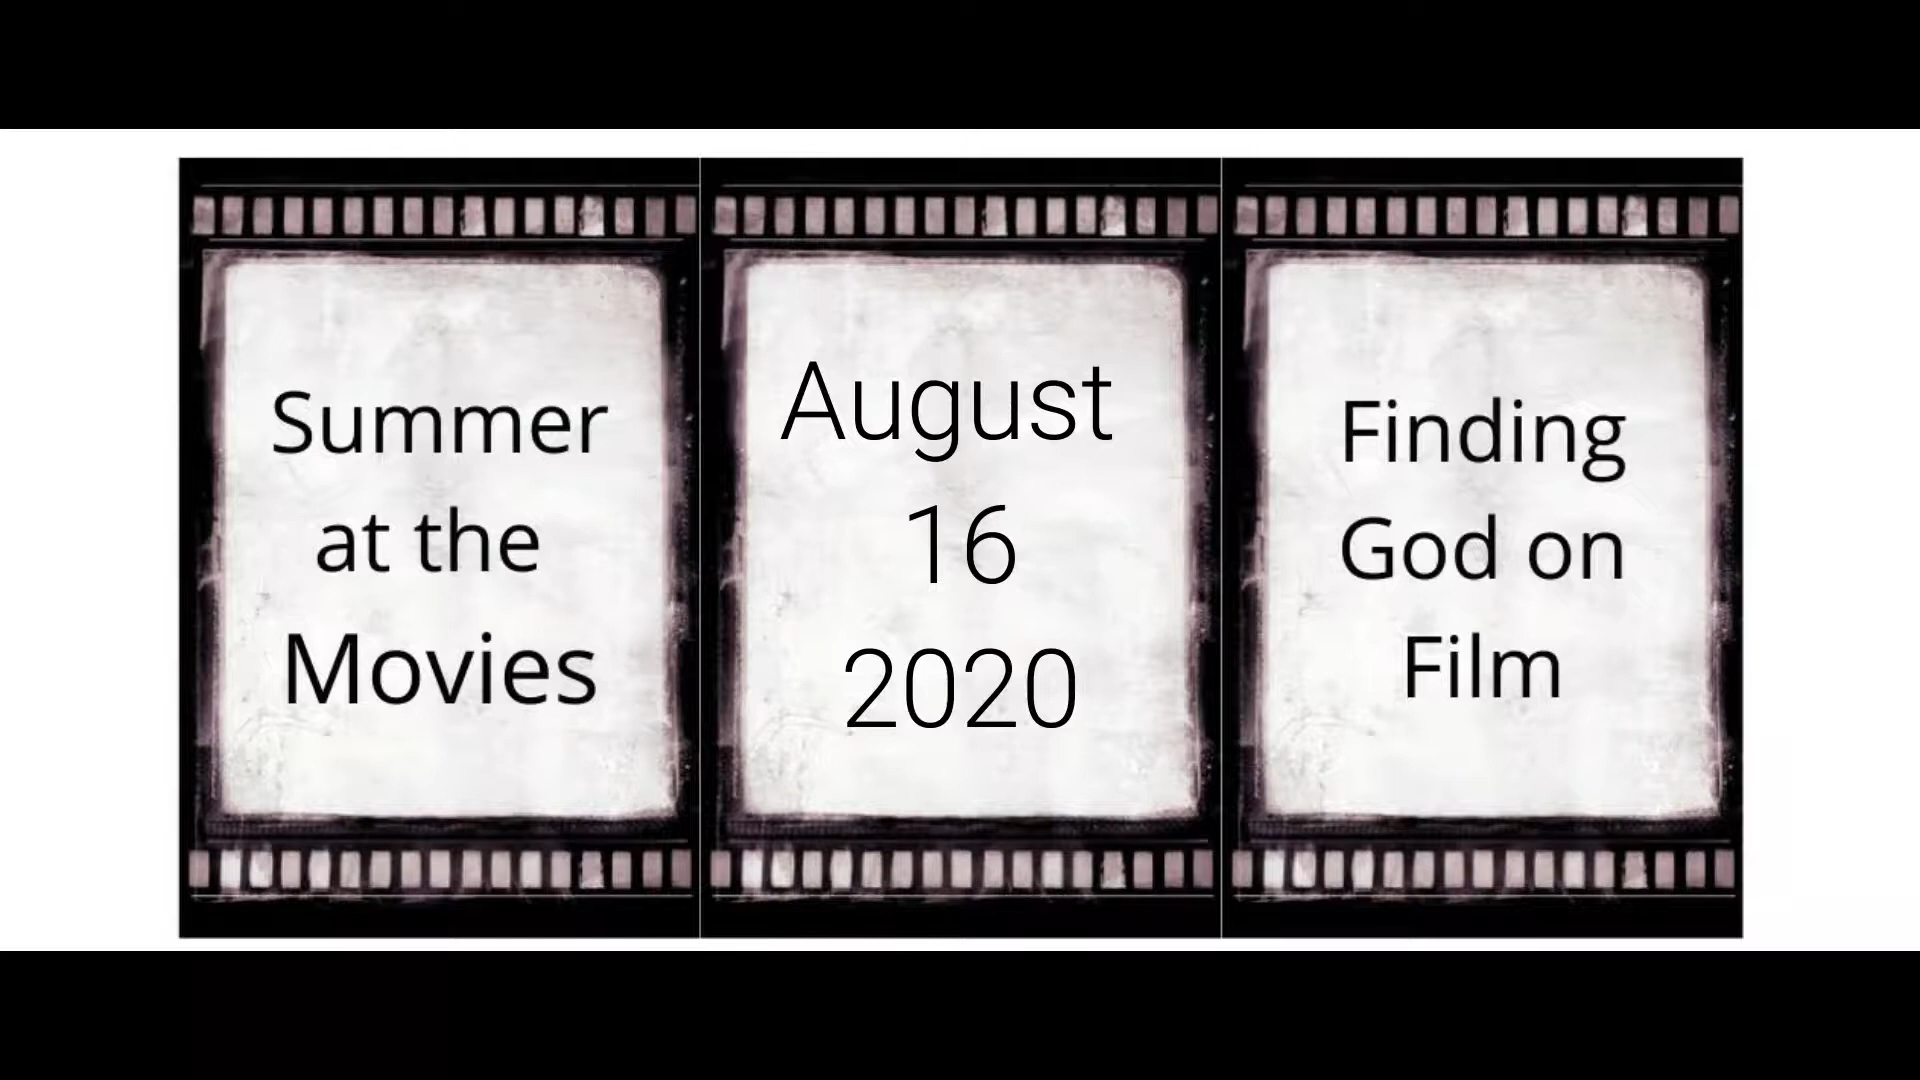 Summer
at the
Movies
August
16
2020
Finding
God on
Film